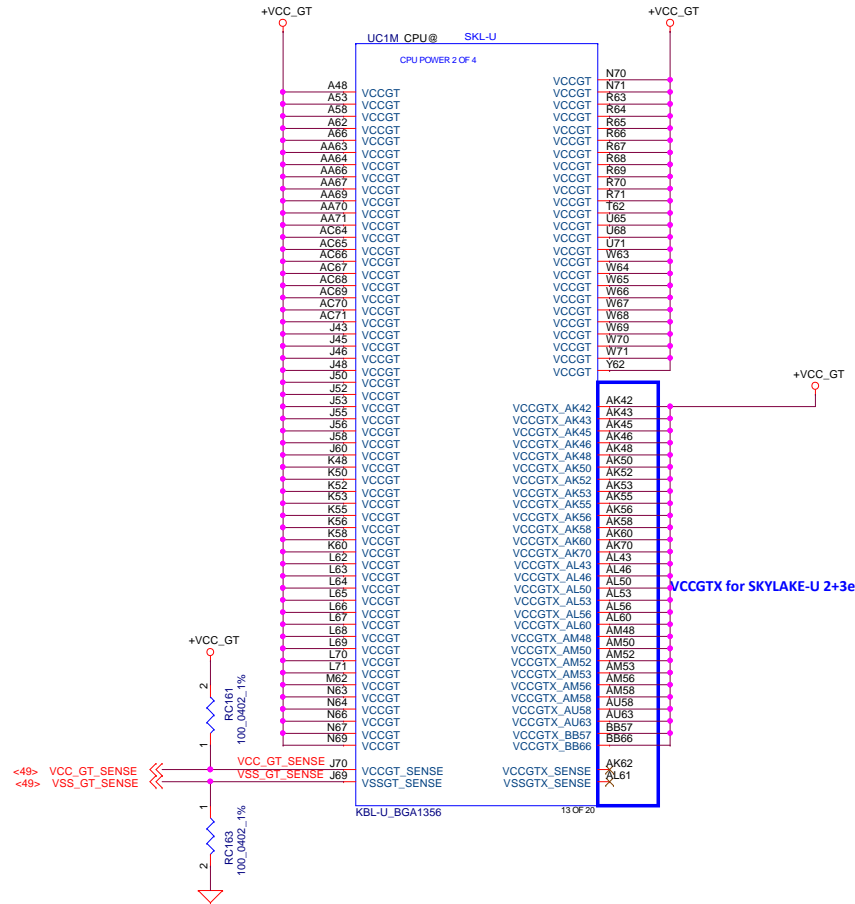 +VCC_GT
+VCC_GT
UC1M CPU@ SKL-U
CPU POWER 2 OF 4
A48 VCCGT
A53 VCCGT
A58 VCCGT
A62 VCCGT
A66 VCCGT
AA63 VCCGT
AA64 VCCGT
AA66 VCCGT
AA67 VCCGT
AA69 VCCGT
AA70 VCCGT
AA71 VCCGT
AC64 VCCGT
AC65 VCCGT
AC66 VCCGT
AC67 VCCGT
AC68 VCCGT
AC69 VCCGT
AC70 VCCGT
AC71 VCCGT
J43 VCCGT
J45 VCCGT
J46 VCCGT
J48 VCCGT
J50 VCCGT
J52 VCCGT
J53 VCCGT
J55 VCCGT
J56 VCCGT
J58 VCCGT
J60 VCCGT
K48 VCCGT
K50 VCCGT
K52 VCCGT
K53 VCCGT
K55 VCCGT
K56 VCCGT
K58 VCCGT
K60 VCCGT
L62 VCCGT
L63 VCCGT
L64 VCCGT
L65 VCCGT
L66 VCCGT
L67 VCCGT
L68 VCCGT
L69 VCCGT
L70 VCCGT
L71 VCCGT
M62 VCCGT
N63 VCCGT
N64 VCCGT
N66 VCCGT
N67 VCCGT
N69 VCCGT
VCCGT N70
VCCGT N71
VCCGT R63
VCCGT R64
VCCGT R65
VCCGT R66
VCCGT R67
VCCGT R68
VCCGT R69
VCCGT R70
VCCGT R71
VCCGT T62
VCCGT U65
VCCGT U68
VCCGT U71
VCCGT W63
VCCGT W64
VCCGT W65
VCCGT W66
VCCGT W67
VCCGT W68
VCCGT W69
VCCGT W70
VCCGT W71
VCCGT Y62
+VCC_GT
VCCGTX_AK42 AK42
VCCGTX_AK43 AK43
VCCGTX_AK45 AK45
VCCGTX_AK46 AK46
VCCGTX_AK48 AK48
VCCGTX_AK50 AK50
VCCGTX_AK52 AK52
VCCGTX_AK53 AK53
VCCGTX_AK55 AK55
VCCGTX_AK56 AK56
VCCGTX_AK58 AK58
VCCGTX_AK60 AK60
VCCGTX_AK70 AK70
VCCGTX_AL43 AL43
VCCGTX_AL46 AL46
VCCGTX_AL50 AL50
VCCGTX_AL53 AL53
VCCGTX_AL56 AL56
VCCGTX_AL60 AL60
VCCGTX_AM48 AM48
VCCGTX_AM50 AM50
VCCGTX_AM52 AM52
VCCGTX_AM53 AM53
VCCGTX_AM56 AM56
VCCGTX_AM58 AM58
VCCGTX_AU58 AU58
VCCGTX_AU63 AU63
VCCGTX_BB57 BB57
VCCGTX_BB66 BB66
VCCGTX for SKYLAKE-U 2+3e
+VCC_GT
2
RC161
100_0402_1%
1
<49> VCC_GT_SENSE VCC_GT_SENSE J70 VCCGT_SENSE VCCGTX_SENSE AK62
<49> VSS_GT_SENSE VSS_GT_SENSE J69 VSSGT_SENSE VSSGTX_SENSE AL61
1
RC163
100_0402_1%
2
KBL-U_BGA1356 13 OF 20